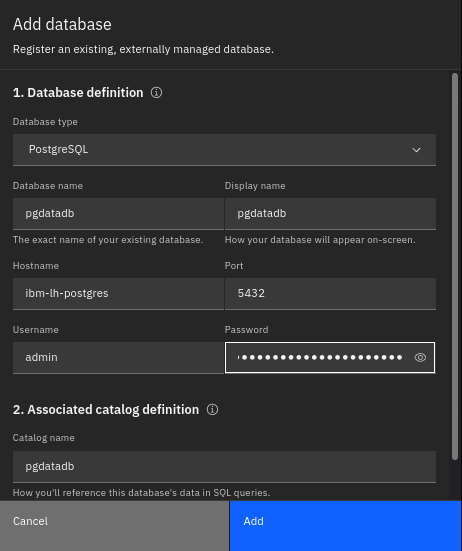 Add database
Register an existing, externally managed database.
1. Database definition
Database type
PostgreSQL
Database name
Display name
pgdatadb
pgdatadb
The exact name of your existing database.
How your database will appear on-screen.
Hostname
Port
ibm-lh-postgres
5432
Username
Password
admin
••••••••••••••••••••
2. Associated catalog definition
Catalog name
pgdatadb
How you'll reference this database's data in SQL queries.
Cancel
Add